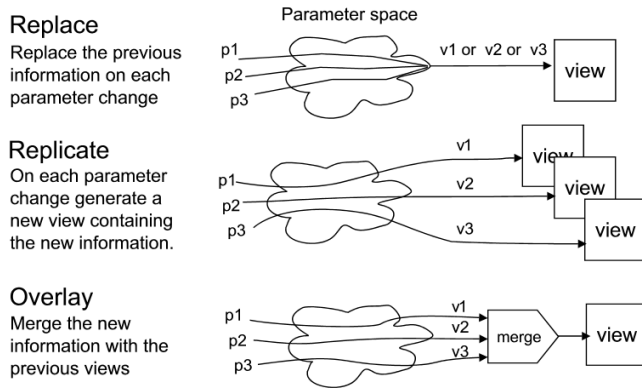 Replace
Replace the previous
information on each
parameter change
Parameter space
p1
p2
p3
v1 or v2 or v3
view
Replicate
On each parameter
change generate a
new view containing
the new information.
p1
p2
p3
v1
v2
v3
view
view
view
Overlay
Merge the new
information with the
previous views
p1
p2
p3
v1
v2
v3
merge
view